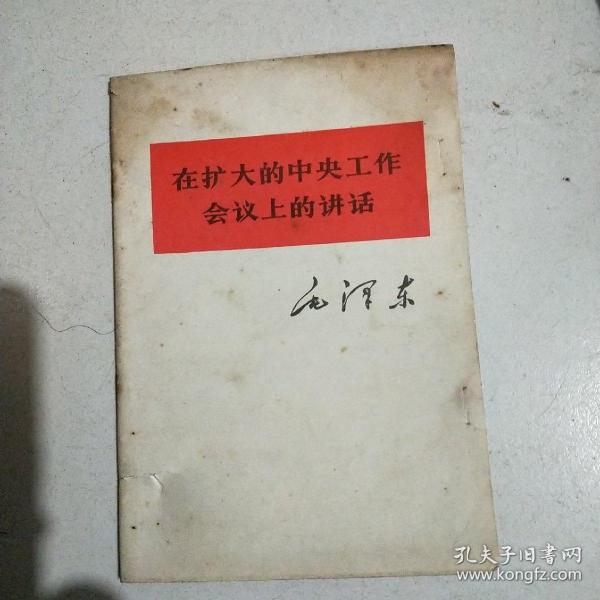 在扩大的中央工作
会议上的讲话
毛泽东
孔夫子旧书网
www.kongfz.com